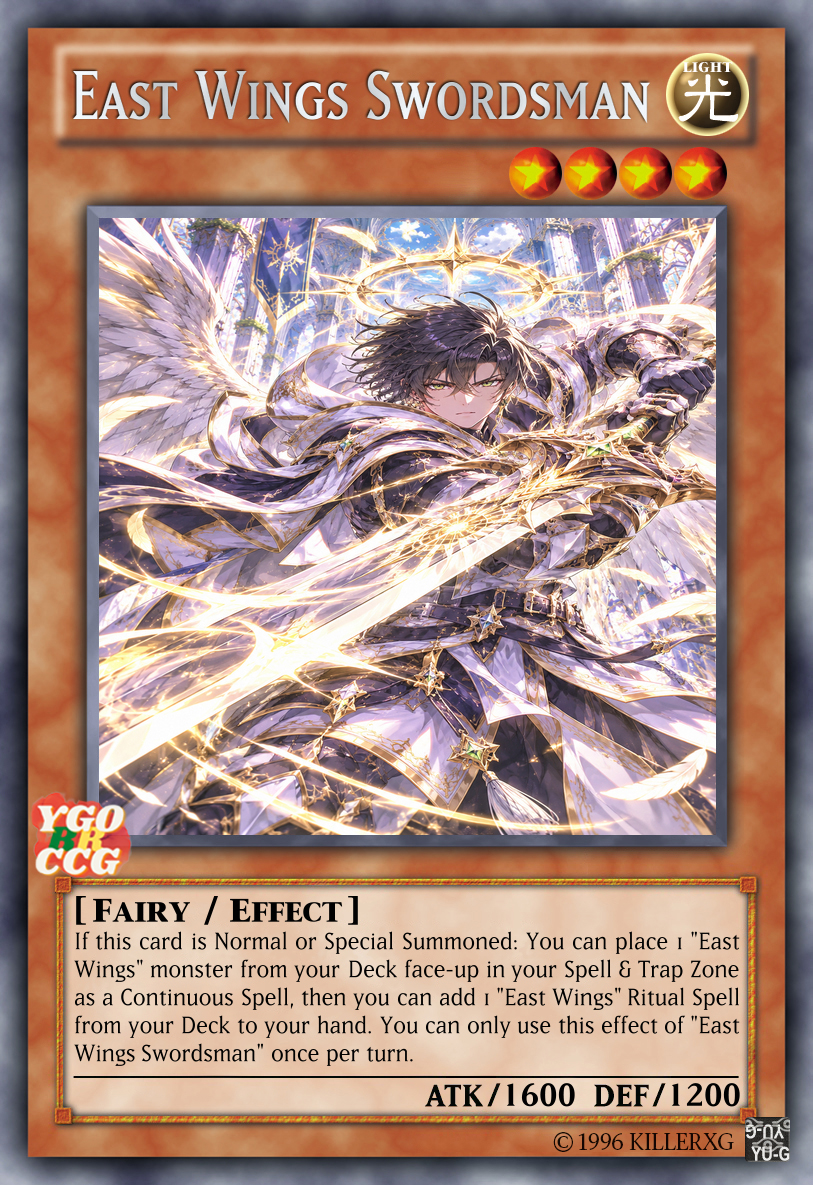 EAST WINGS SWORDSMAN
LIGHT
光
YGO
RR
CCG
[ FAIRY / EFFECT ]
If this card is Normal or Special Summoned: You can place 1 "East
Wings" monster from your Deck face-up in your Spell & Trap Zone
as a Continuous Spell, then you can add 1 "East Wings" Ritual Spell
from your Deck to your hand. You can only use this effect of "East
Wings Swordsman" once per turn.
ATK/1600 DEF/1200
© 1996 KILLERXG
YU-G